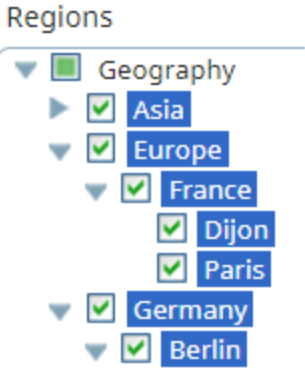 Regions
Geography
Asia
Europe
France
Dijon
Paris
Germany
Berlin